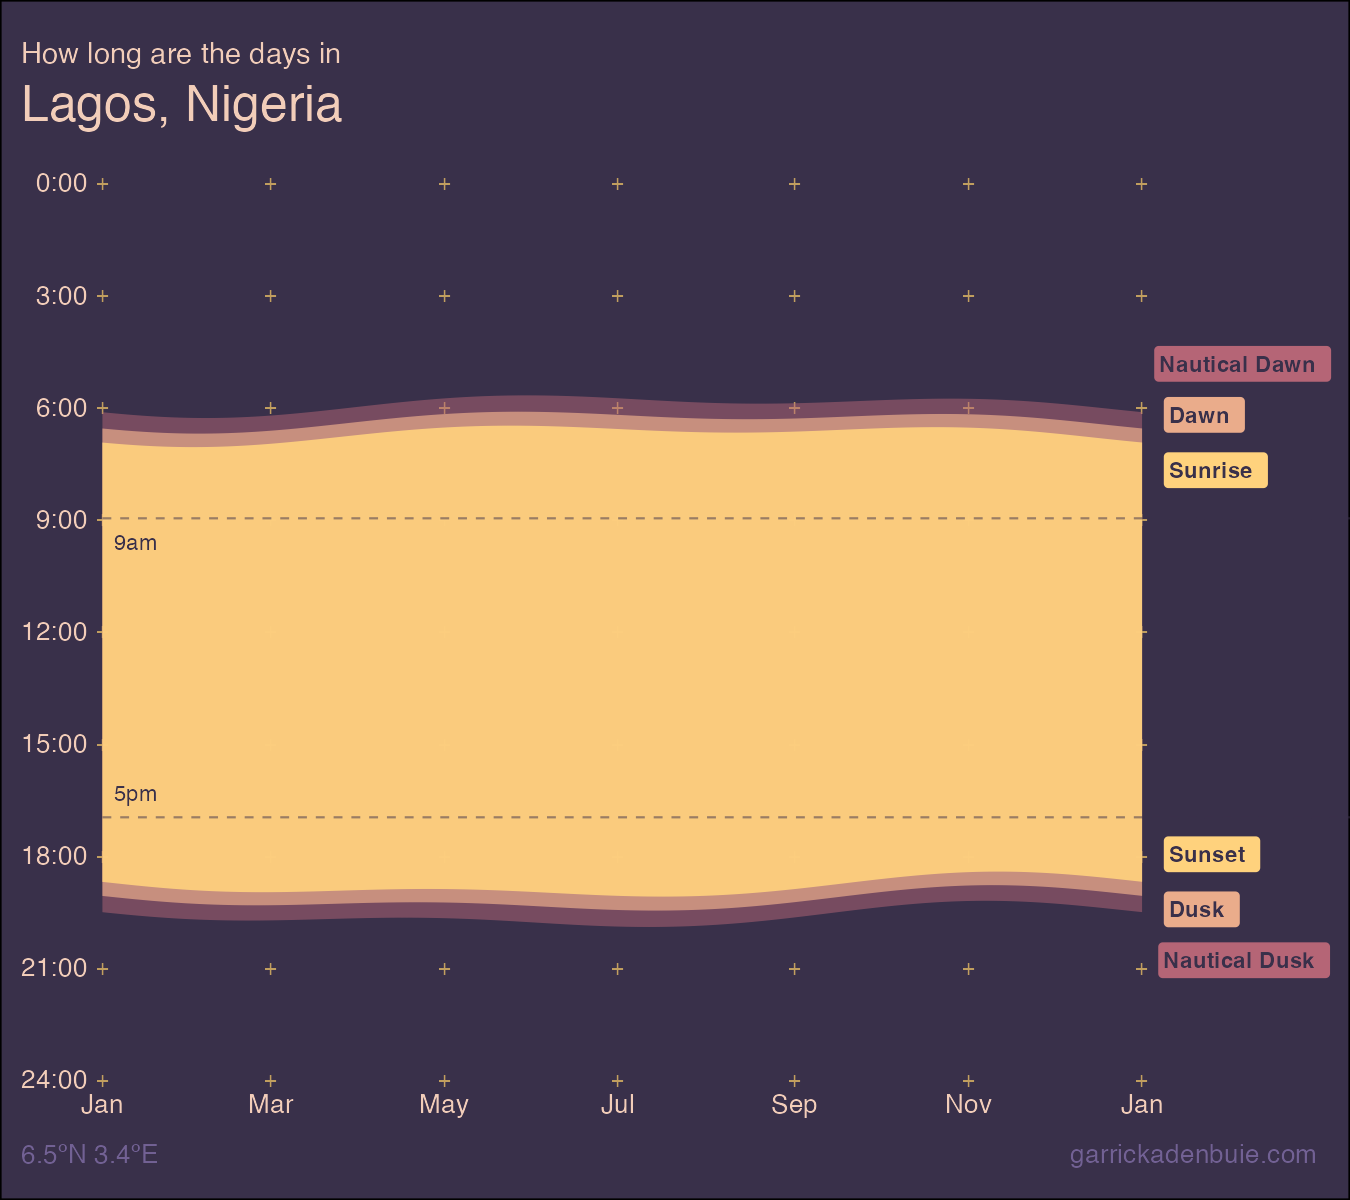 How long are the days in
Lagos, Nigeria
0:00
3:00
Nautical Dawn
6:00
Dawn
Sunrise
9:00
9am
12:00
15:00
5pm
18:00
Sunset
Dusk
Nautical Dusk
21:00
24:00
Jan Mar May Jul Sep Nov Jan
6.5°N 3.4°E
garrickadenbuie.com